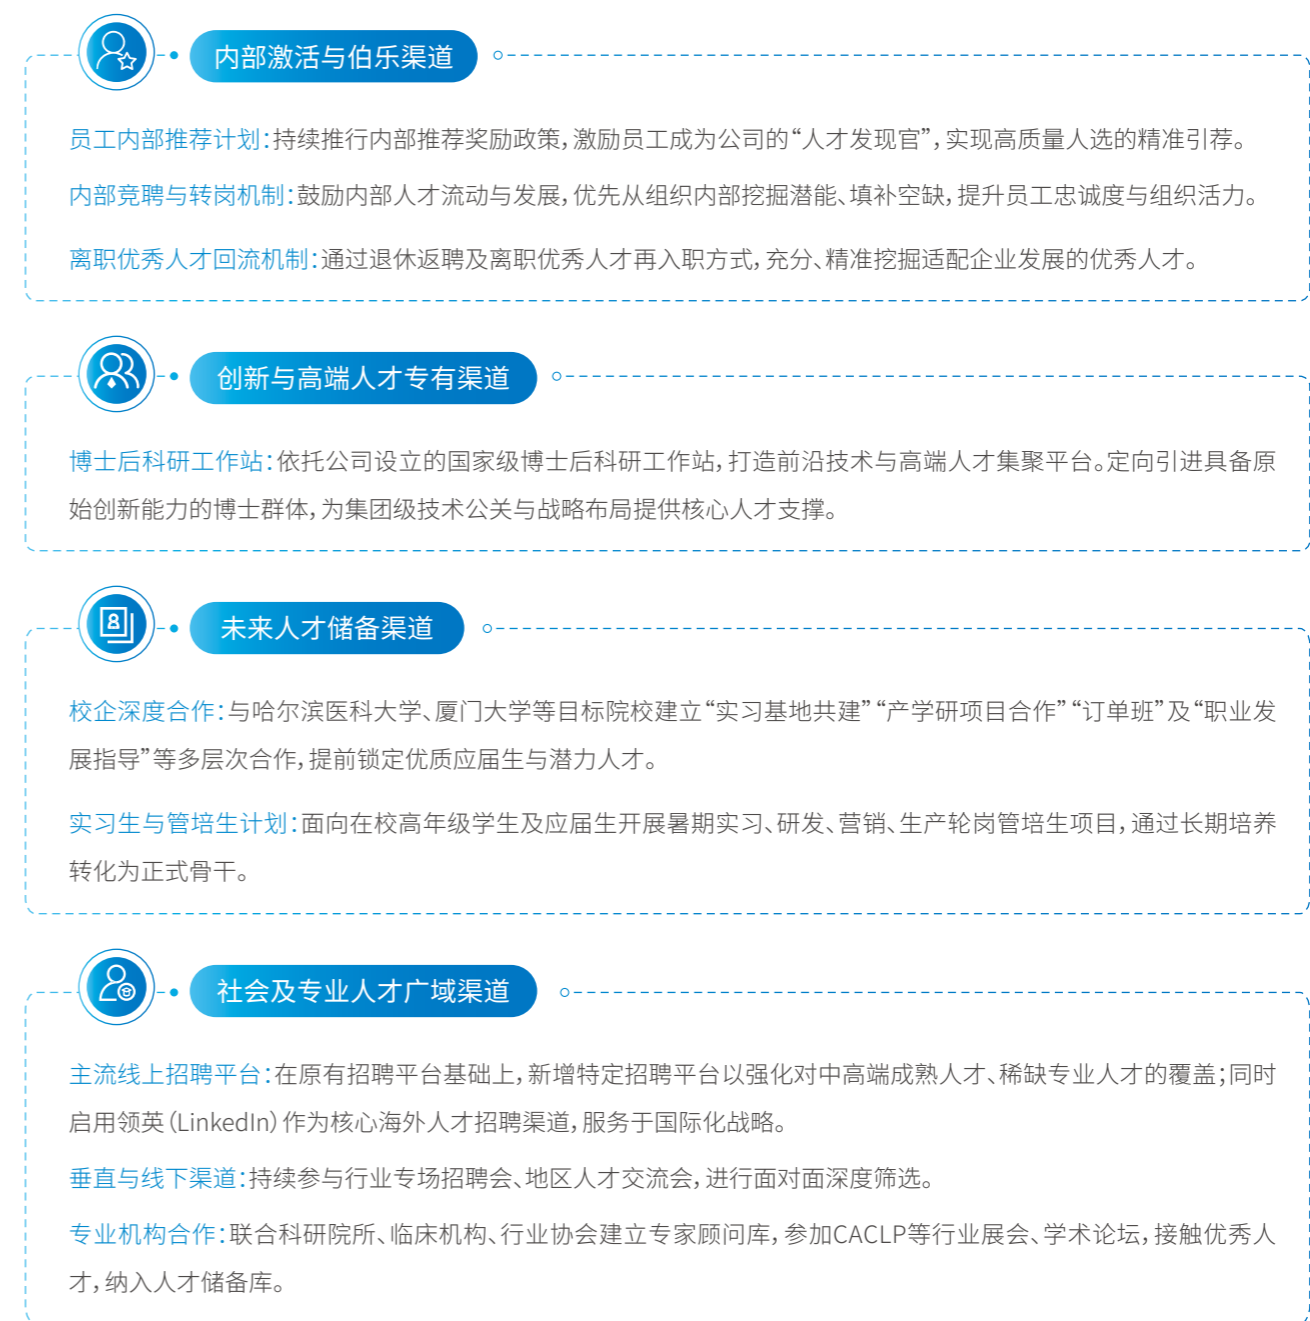 内部激活与伯乐渠道
员工内部推荐计划：持续推行内部推荐奖励政策，激励员工成为公司的“人才发现官”，实现高质量人选的精准引荐。
内部竞聘与转岗机制：鼓励内部人才流动与发展，优先从组织内部挖掘潜能、填补空缺，提升员工忠诚度与组织活力。
离职优秀人才回流机制：通过退休返聘及离职优秀人才再入职方式，充分、精准挖掘适配企业发展的优秀人才。
创新与高端人才专有渠道
博士后科研工作站：依托公司设立的国家级博士后科研工作站，打造前沿技术与高端人才集聚平台。定向引进具备原
始创新能力的博士群体，为集团级技术公关与战略布局提供核心人才支撑。
未来人才储备渠道
校企深度合作：与哈尔滨医科大学、厦门大学等目标院校建立“实习基地共建”“产学研项目合作”“订单班”及“职业发
展指导”等多层次合作，提前锁定优质应届生与潜力人才。
实习生与管培生计划：面向在校高年级学生及应届生开展暑期实习、研发、营销、生产轮岗管培生项目，通过长期培养
转化为正式骨干。
社会及专业人才广域渠道
主流线上招聘平台：在原有招聘平台基础上，新增特定招聘平台以强化对中高端成熟人才、稀缺专业人才的覆盖；同时
启用领英（LinkedIn）作为核心海外人才招聘渠道，服务于国际化战略。
垂直与线下渠道：持续参与行业专场招聘会、地区人才交流会，进行面对面深度筛选。
专业机构合作：联合科研院所、临床机构、行业协会建立专家顾问库，参加CACLP等行业展会、学术论坛，接触优秀人
才，纳入人才储备库。